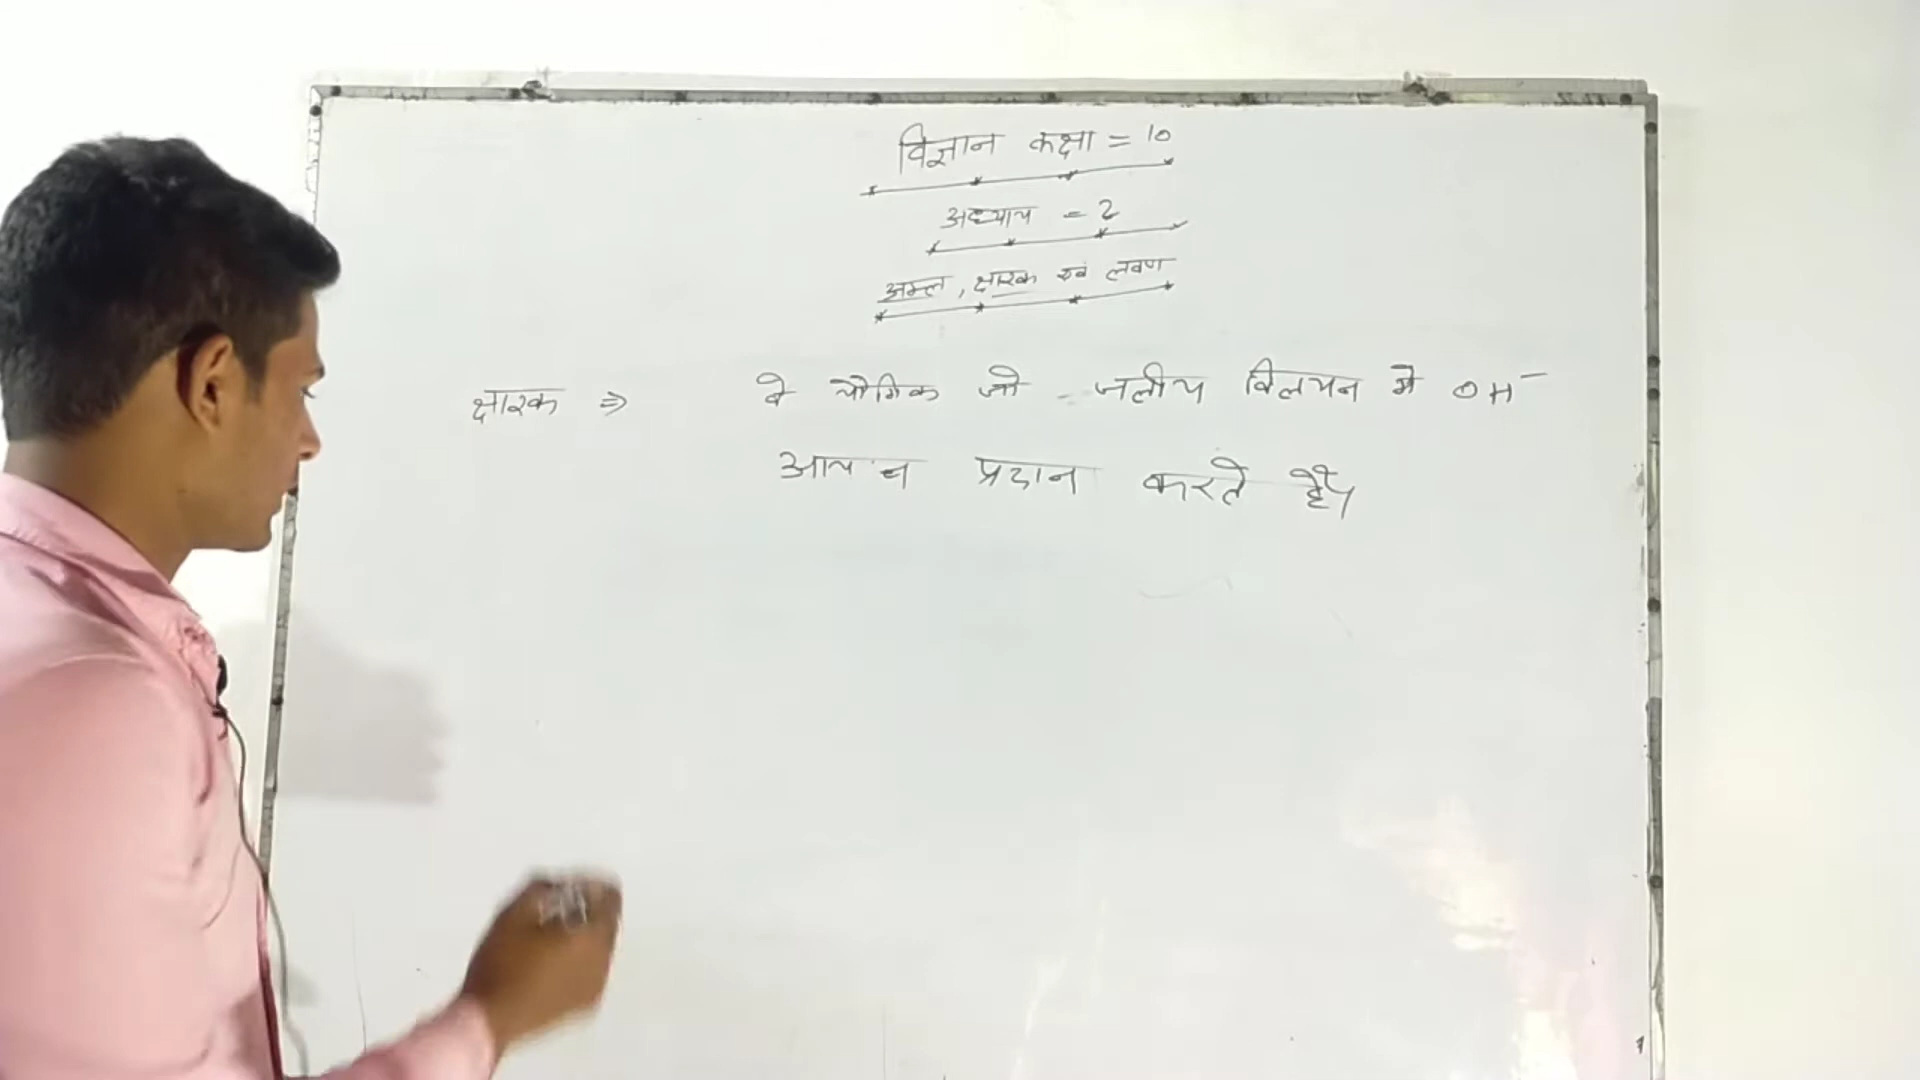 विज्ञान कक्षा = 10
अध्याय = 2
अम्ल, क्षारक एवं लवण
क्षारक ⇒ वे यौगिक जो जलीय विलयन मे OH⁻
आयन प्रदान करते हैं।